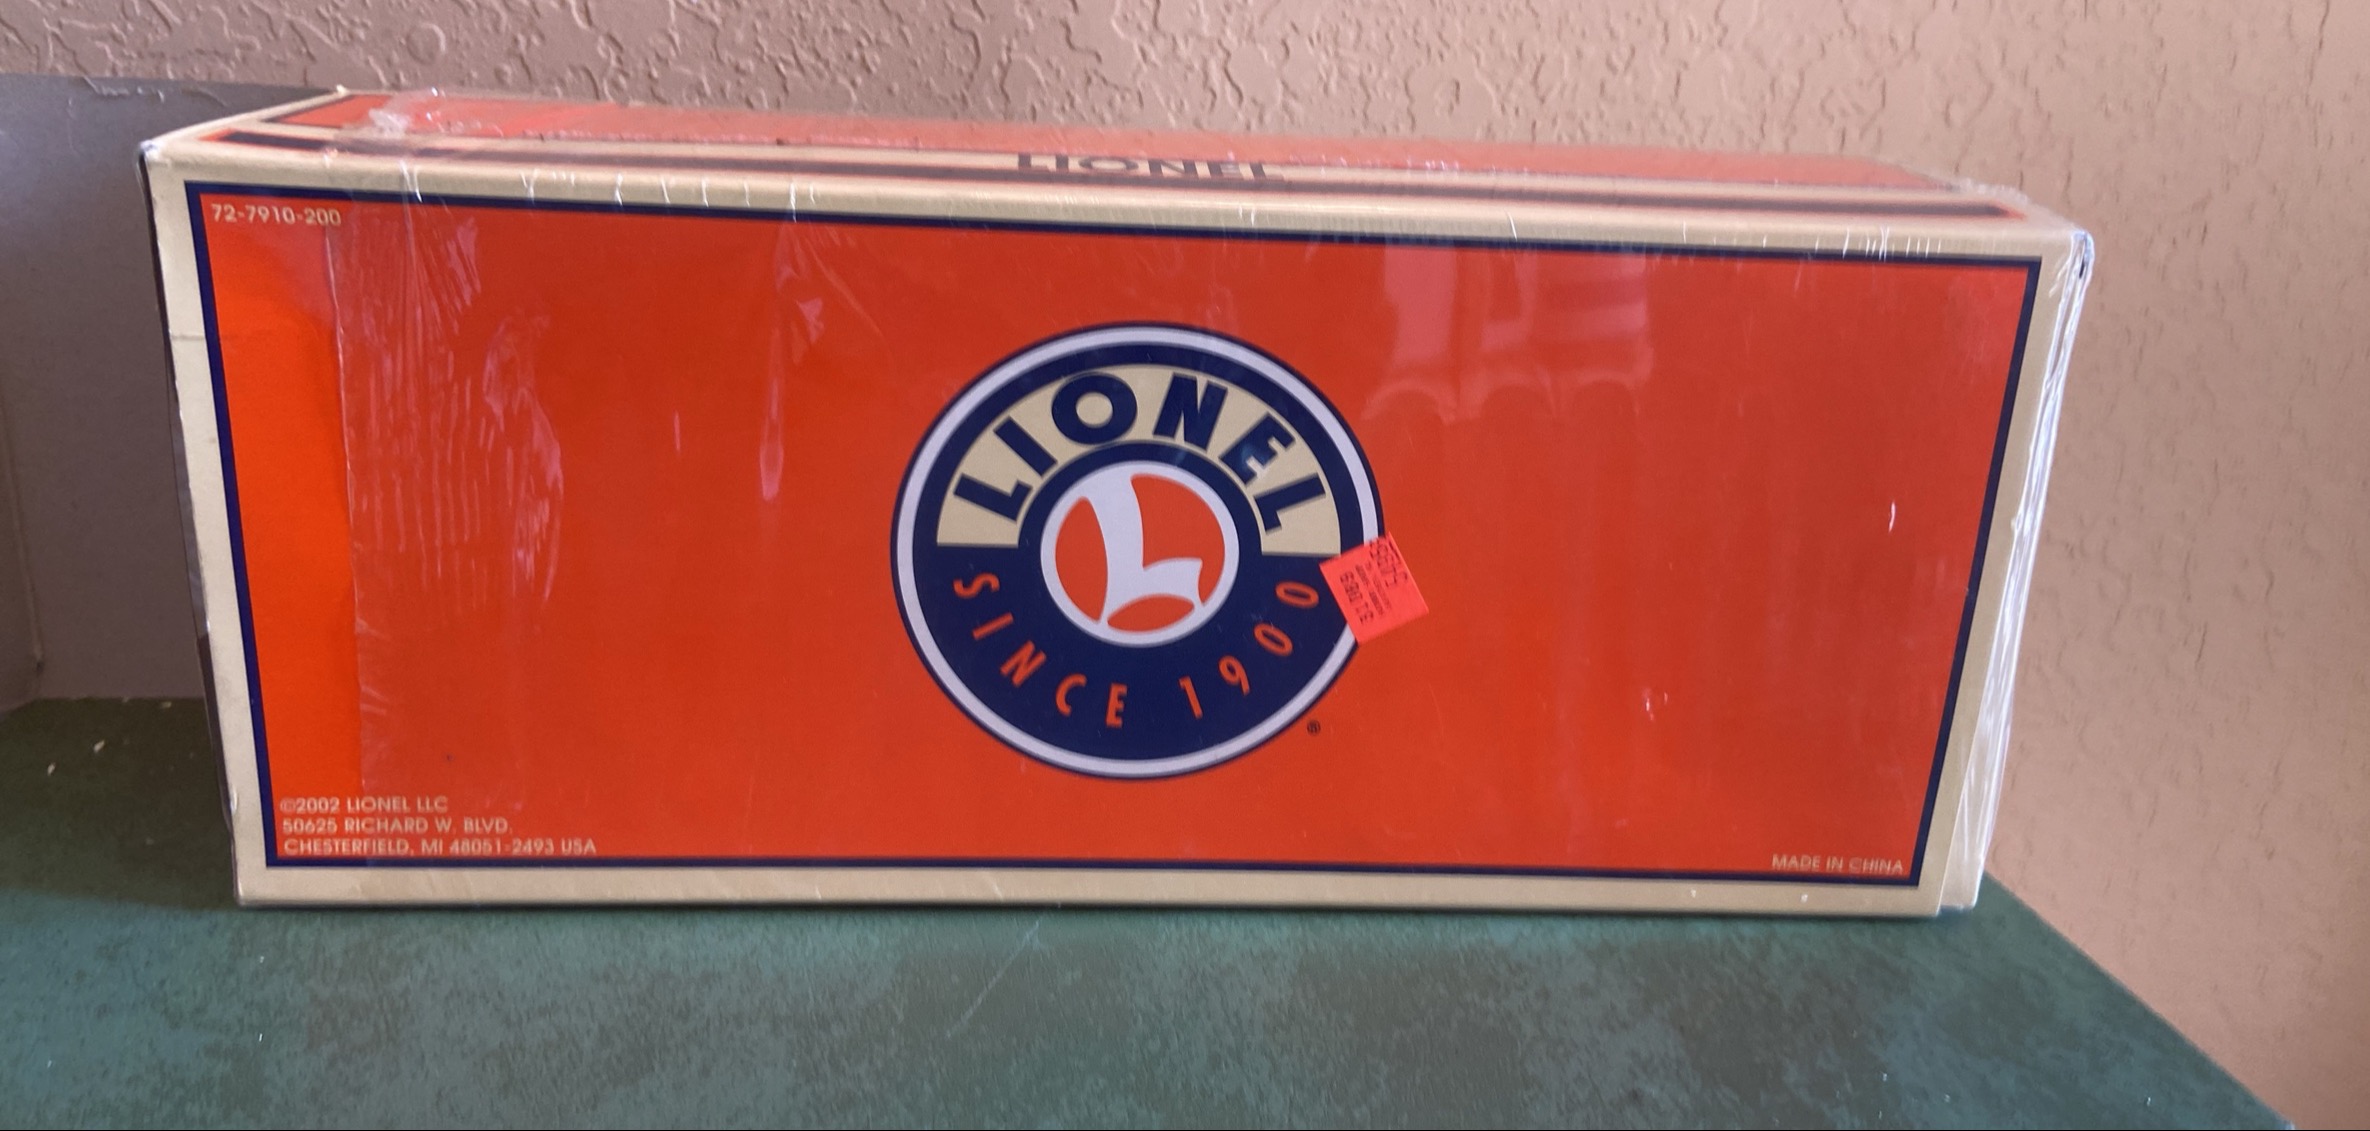 LIONEL
72-7910-200
LIONEL
L
SINCE 1900
®
©2002 LIONEL LLC
50625 RICHARD W. BLVD.
CHESTERFIELD, MI 48051-2493 USA
MADE IN CHINA